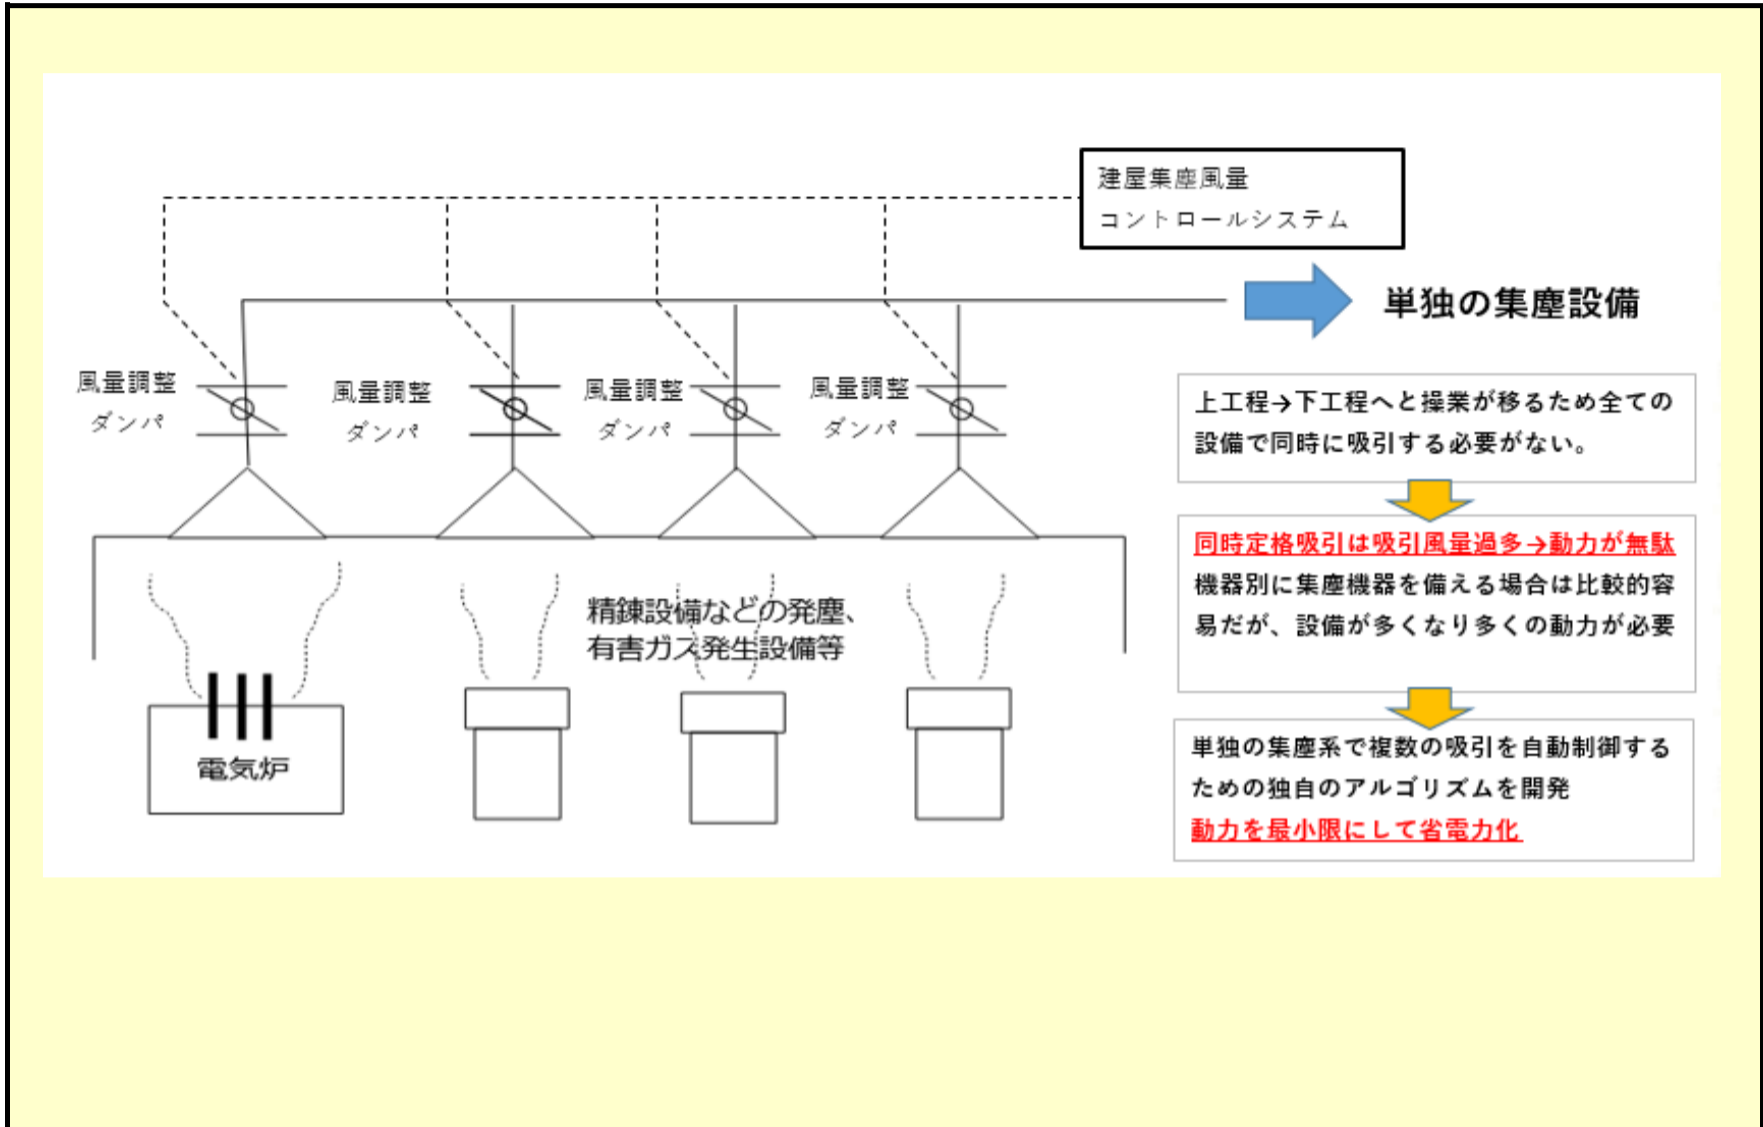 建屋集塵風量
コントロールシステム
単独の集塵設備
風量調整
ダンパ
風量調整
ダンパ
風量調整
ダンパ
風量調整
ダンパ
精錬設備などの発塵、
有害ガス発生設備等
電気炉
上工程→下工程へと操業が移るため全ての
設備で同時に吸引する必要がない。
同時定格吸引は吸引風量過多→動力が無駄
機器別に集塵機器を備える場合は比較的容
易だが、設備が多くなり多くの動力が必要
単独の集塵系で複数の吸引を自動制御する
ための独自のアルゴリズムを開発
動力を最小限にして省電力化